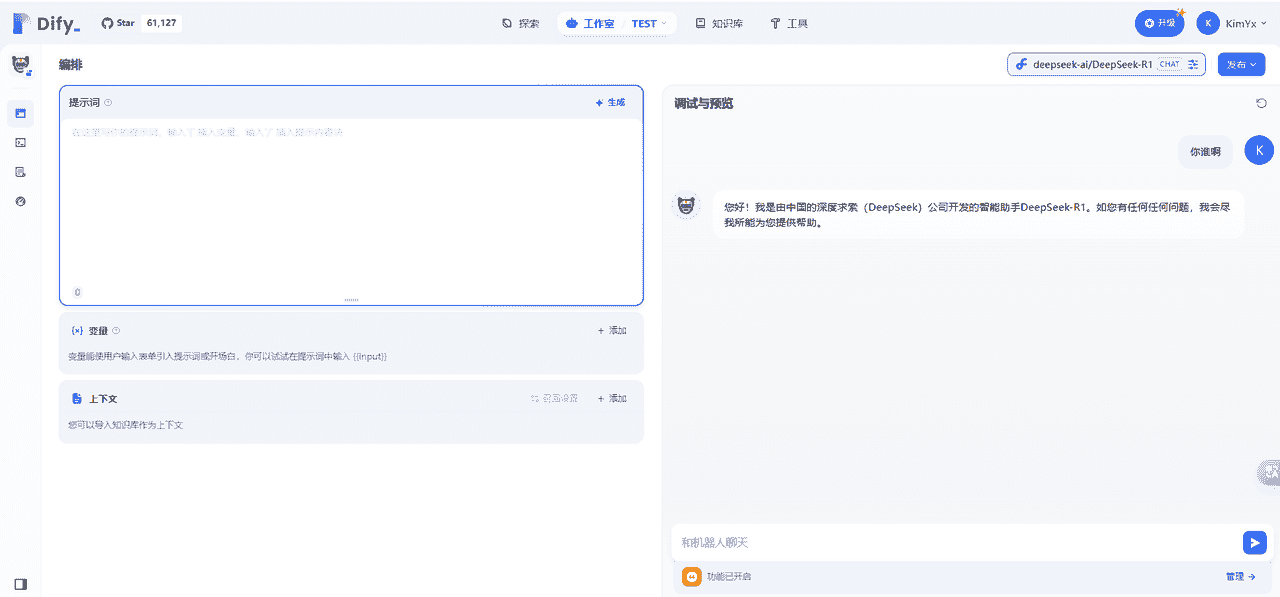 Dify_
Star 61,127
探索
工作室 TEST
知识库
工具
升级
K KimYx
编排
deepseek-ai/DeepSeek-R1 CHAT
发布
提示词
生成
0
{x} 变量
+ 添加
变量能使用户输入表单引入提示词或开场白，你可以试试在提示词中输入 {{input}}
上下文
召回设置
+ 添加
您可以导入知识库作为上下文
调试与预览
你谁啊
K
您好！我是由中国的深度求索（DeepSeek）公司开发的智能助手DeepSeek-R1。如您有任何任何问题，我会尽
我所能为您提供帮助。
和机器人聊天
功能已开启
管理 →